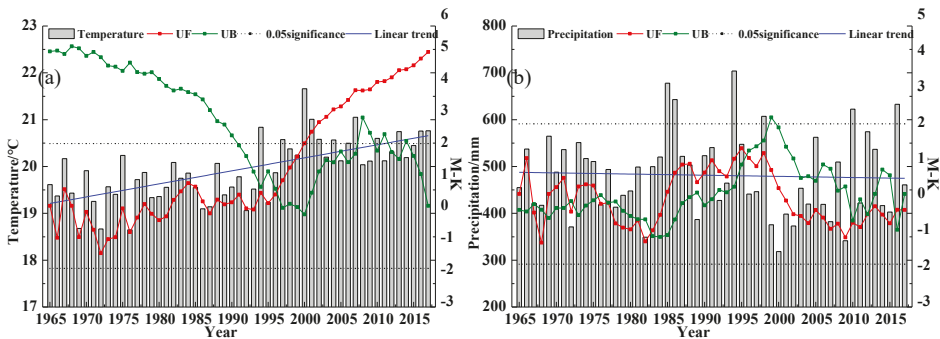 23 6 800 5
Temperature UF UB 0.05significance Linear trend Precipitation UF UB 0.05significance Linear trend
(a) (b)
22 5 700 4
4 3
21 600
3 2
20 2 500 1
1
19 0 400 0
-1 -1
18 300
-2 -2
17 -3 200 -3
Temperature/°C M-K Precipitation/mm M-K
1965 1970 1975 1980 1985 1990 1995 2000 2005 2010 2015 1965 1970 1975 1980 1985 1990 1995 2000 2005 2010 2015
Year Year